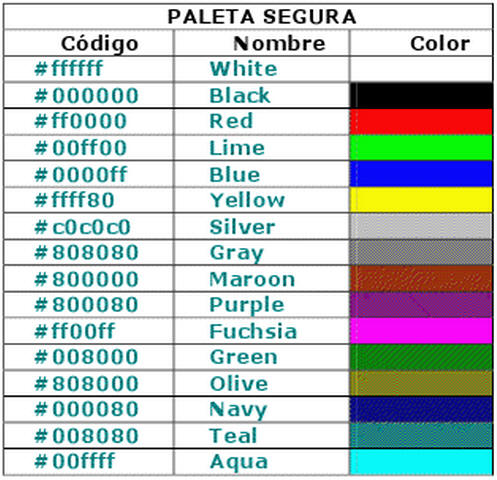 PALETA SEGURA
Código Nombre Color
#ffffff White
#000000 Black
#ff0000 Red
#00ff00 Lime
#0000ff Blue
#ffff80 Yellow
#c0c0c0 Silver
#808080 Gray
#800000 Maroon
#800080 Purple
#ff00ff Fuchsia
#008000 Green
#808000 Olive
#000080 Navy
#008080 Teal
#00ffff Aqua